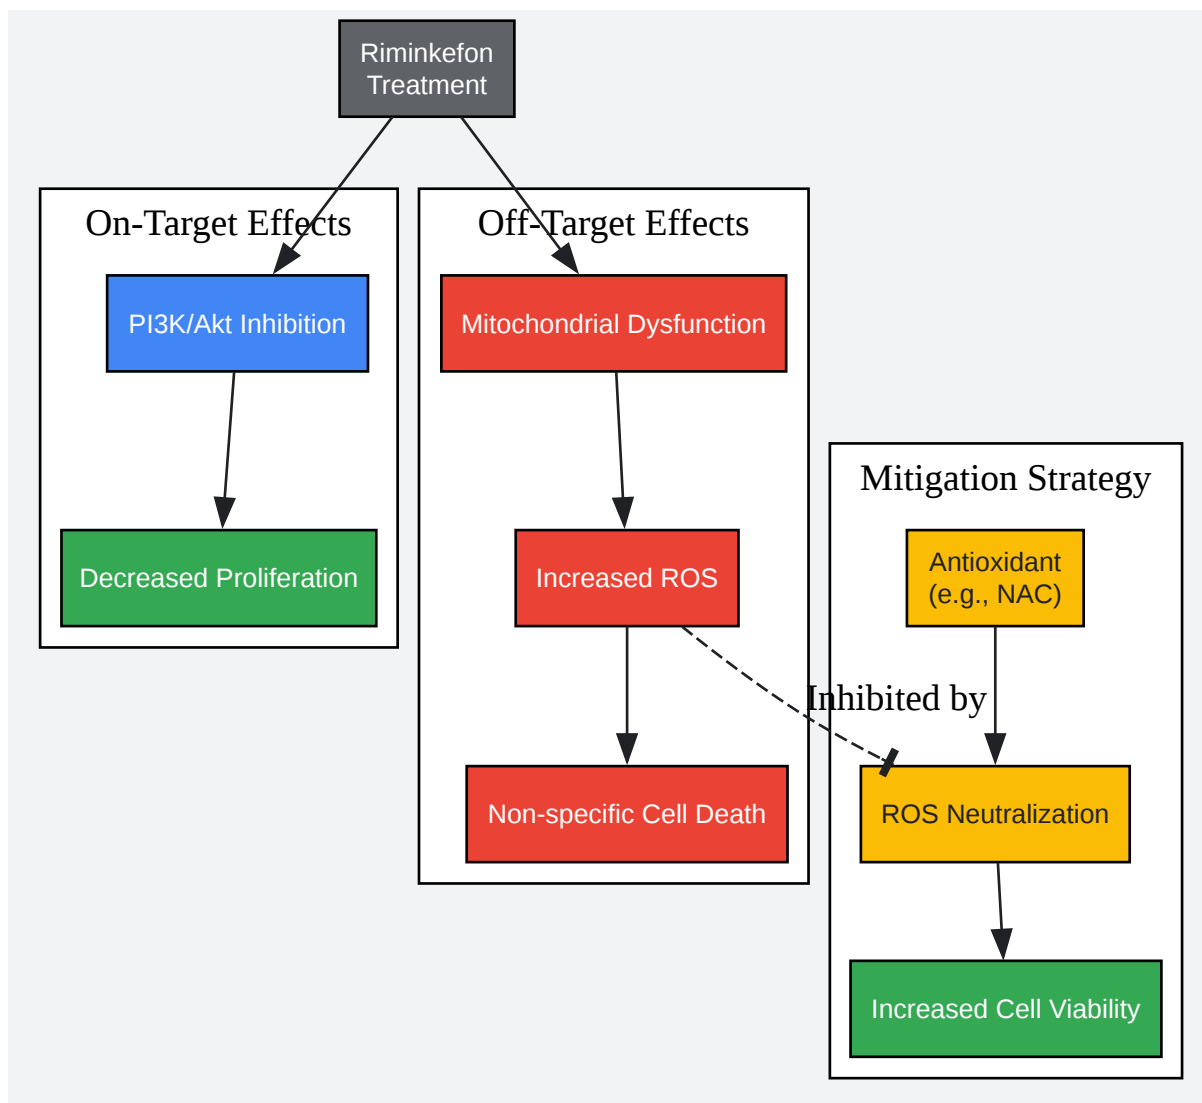 Riminkefon
Treatment
On-Target Effects
Off-Target Effects
PI3K/Akt Inhibition
Mitochondrial Dysfunction
Mitigation Strategy
Decreased Proliferation
Increased ROS
Antioxidant
(e.g., NAC)
Inhibited by
Non-specific Cell Death
ROS Neutralization
Increased Cell Viability